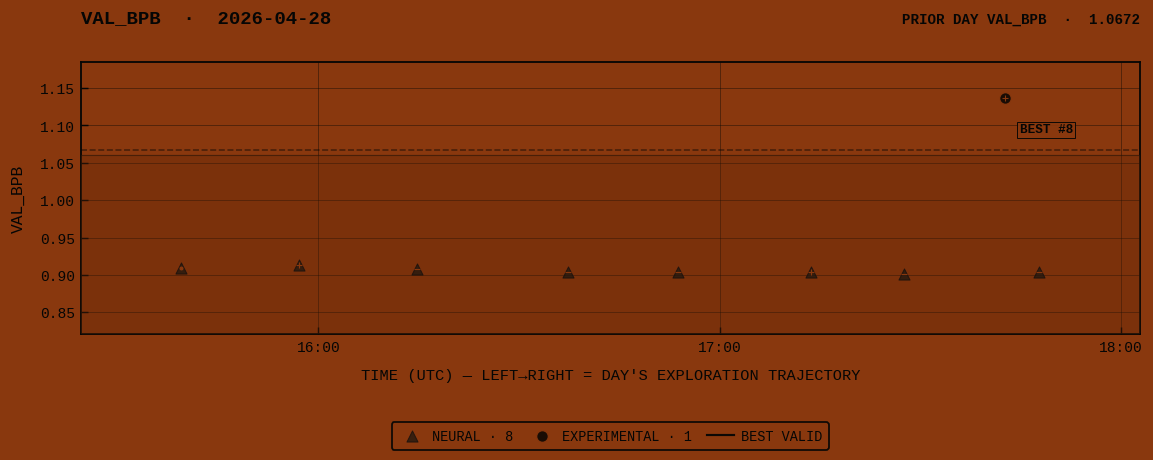 VAL_BPB · 2026-04-28
PRIOR DAY VAL_BPB · 1.0672
1.15
1.10
1.05
1.00
0.95
0.90
0.85
VAL_BPB
BEST #8
16:00
17:00
18:00
TIME (UTC) — LEFT→RIGHT = DAY'S EXPLORATION TRAJECTORY
NEURAL · 8
EXPERIMENTAL · 1
BEST VALID